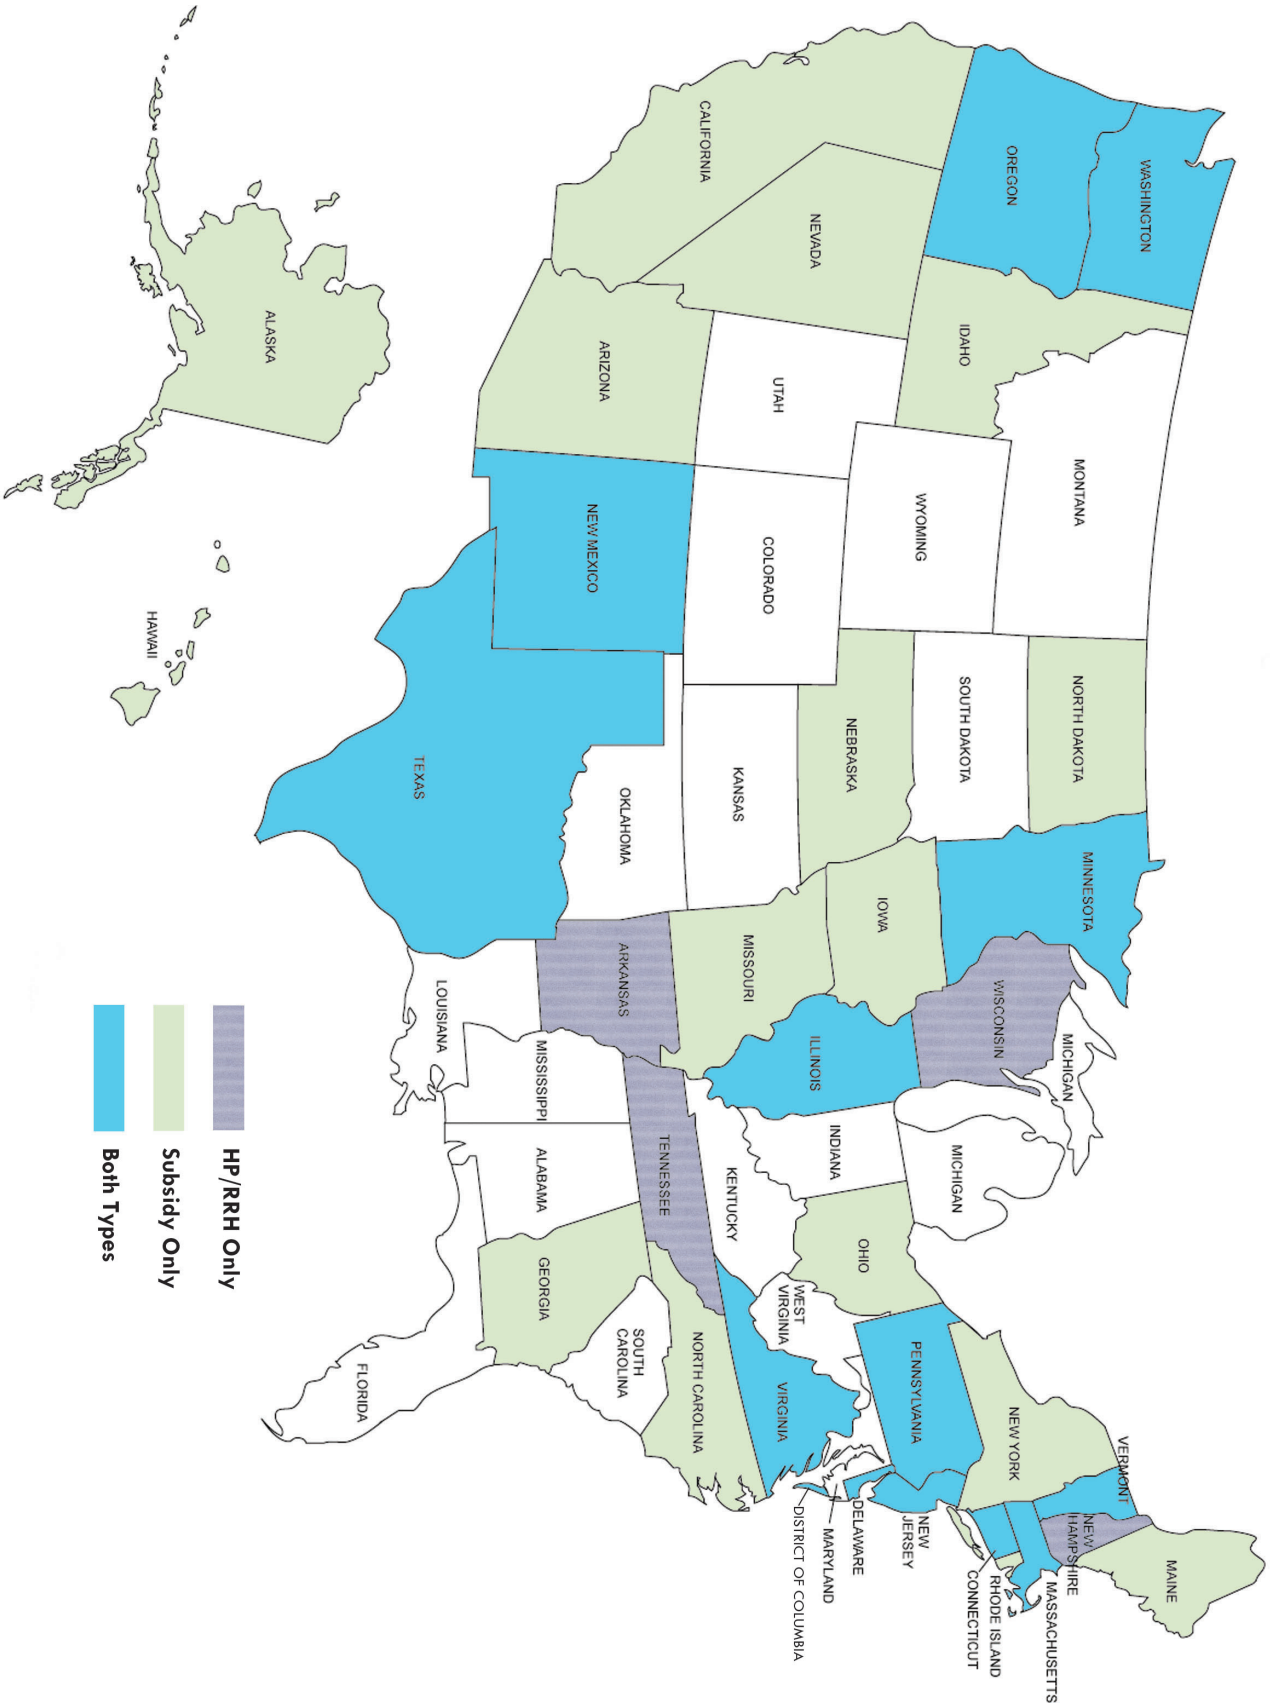 WASHINGTON
OREGON
CALIFORNIA
NEVADA
IDAHO
MONTANA
WYOMING
UTAH
ARIZONA
COLORADO
NEW MEXICO
NORTH DAKOTA
SOUTH DAKOTA
NEBRASKA
KANSAS
OKLAHOMA
TEXAS
MINNESOTA
IOWA
MISSOURI
ARKANSAS
LOUISIANA
WISCONSIN
ILLINOIS
MICHIGAN
MICHIGAN
INDIANA
OHIO
KENTUCKY
TENNESSEE
MISSISSIPPI
ALABAMA
GEORGIA
FLORIDA
SOUTH
CAROLINA
NORTH CAROLINA
VIRGINIA
WEST
VIRGINIA
PENNSYLVANIA
NEW YORK
VERMONT
NEW
HAMPSHIRE
MAINE
MASSACHUSETTS
RHODE ISLAND
CONNECTICUT
NEW
JERSEY
DELAWARE
MARYLAND
DISTRICT OF COLUMBIA
ALASKA
HAWAII
HP/RRH Only
Subsidy Only
Both Types